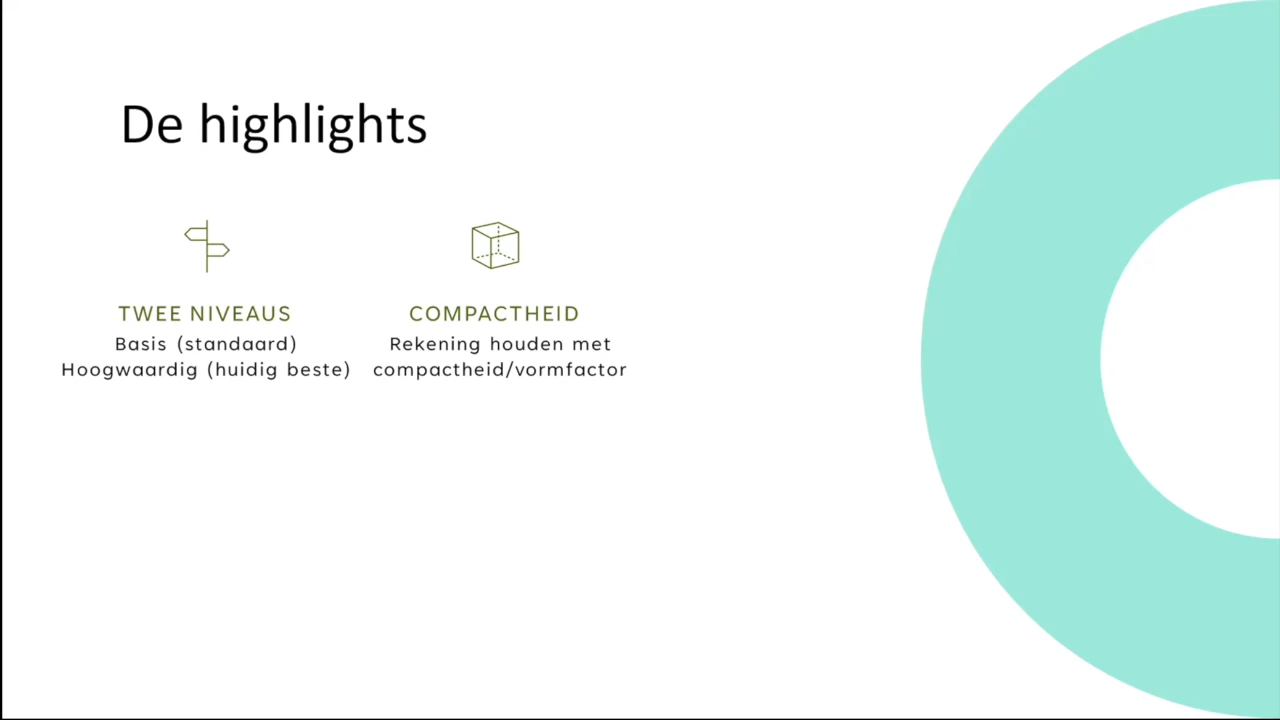 De highlights
TWEE NIVEAUS
Basis (standaard)
Hoogwaardig (huidig beste)
COMPACTHEID
Rekening houden met
compactheid/vormfactor